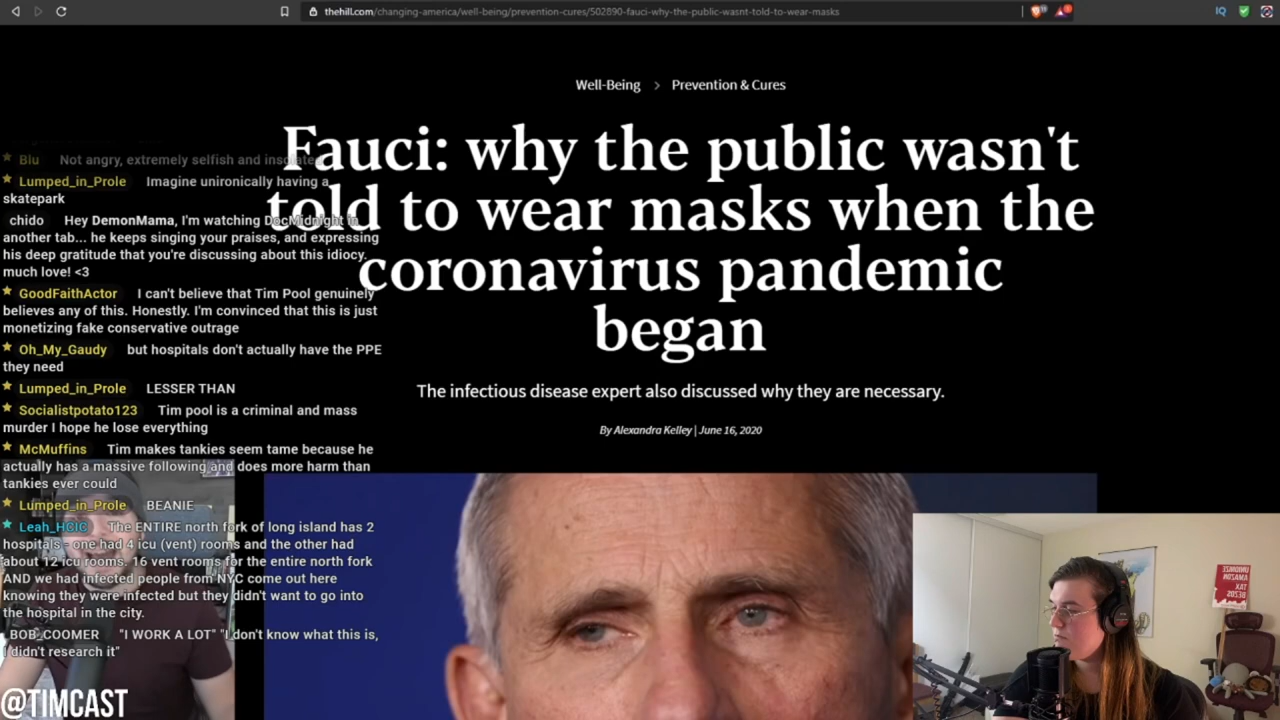 thehill.com/changing-america/well-being/prevention-cures/502890-fauci-why-the-public-wasnt-told-to-wear-masks
IQ
Well-Being > Prevention & Cures
Fauci: why the public wasn't
told to wear masks when the
coronavirus pandemic
began
The infectious disease expert also discussed why they are necessary.
By Alexandra Kelley | June 16, 2020
Blu Not angry, extremely selfish and
Lumped_in_Prole Imagine unironically having a
skatepark
chido Hey DemonMama, I'm watching DocMidnight in
another tab... he keeps singing your praises, and expressing
his deep gratitude that you're discussing about this idiocy.
much love! <3
GoodFaithActor I can't believe that Tim Pool genuinely
believes any of this. Honestly. I'm convinced that this is just
monetizing fake conservative outrage
Oh_My_Gaudy but hospitals don't actually have the PPE
they need
Lumped_in_Prole LESSER THAN
Socialistpotato123 Tim pool is a criminal and mass
murder I hope he lose everything
McMuffins Tim makes tankies seem tame because he
actually has a massive following and does more harm than
tankies ever could
Lumped_in_Prole BEANIE
Leah_HCIC The ENTIRE north fork of long island has 2
hospitals - one had 4 icu (vent) rooms and the other had
about 12 icu rooms. 16 vent rooms for the entire north fork
AND we had infected people from NYC come out here
knowing they were infected but they didn't want to go into
the hospital in the city.
BOB_COOMER "I WORK A LOT" "I don't know what this is,
I didn't research it"
@TIMCAST
UNIONIZE
AMAZON
TAX
BEZOS